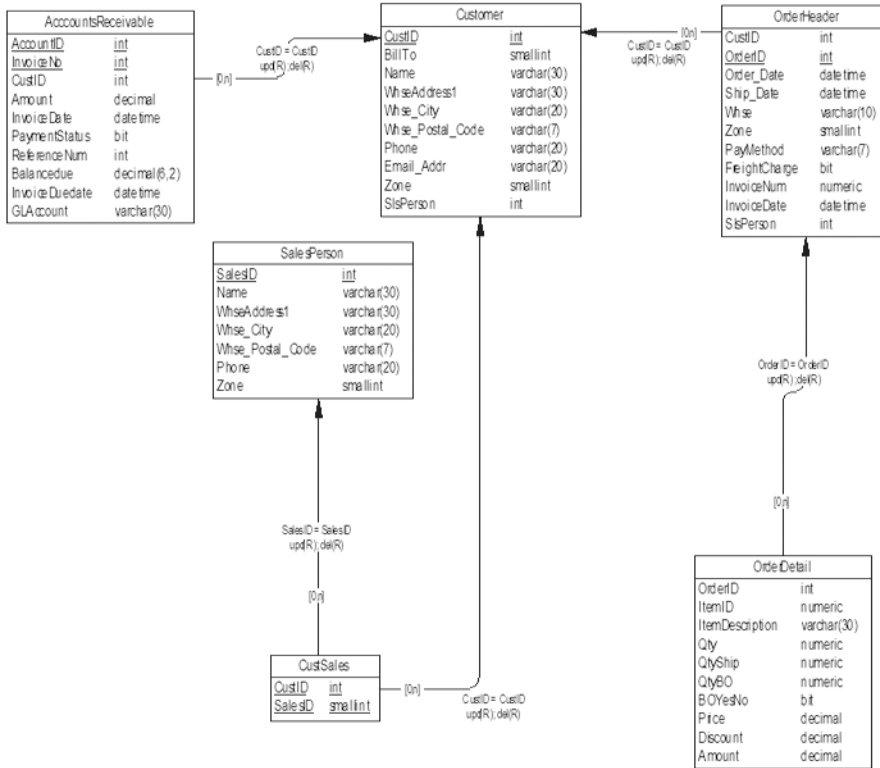 AcccountsReceivable
AccountID int
InvoiceNo int
CustID int
Amount decimal
InvoiceDate datetime
PaymentStatus bit
ReferenceNum int
Balancedue decimal(6,2)
InvoiceDuedate datetime
GLAccount varchar(30)
CustID = CustID
upd(R);del(R)
[0,n]
Customer
CustID int
BillTo smallint
Name varchar(30)
WhseAddress1 varchar(30)
Whse_City varchar(20)
Whse_Postal_Code varchar(7)
Phone varchar(20)
Email_Addr varchar(20)
Zone smallint
SlsPerson int
[0,n]
CustID = CustID
upd(R);del(R)
OrderHeader
CustID int
OrderID int
Order_Date datetime
Ship_Date datetime
Whse varchar(10)
Zone smallint
PayMethod varchar(7)
FreightCharge bit
InvoiceNum numeric
InvoiceDate datetime
SlsPerson int
SalesPerson
SalesID int
Name varchar(30)
WhseAddress1 varchar(30)
Whse_City varchar(20)
Whse_Postal_Code varchar(7)
Phone varchar(20)
Zone smallint
OrderID = OrderID
upd(R);del(R)
[0,n]
SalesID = SalesID
upd(R);del(R)
[0,n]
CustSales
CustID int
SalesID smallint
[0,n]
CustID = CustID
upd(R);del(R)
OrderDetail
OrderID int
ItemID numeric
ItemDescription varchar(30)
Qty numeric
QtyShip numeric
QtyBO numeric
BOYesNo bit
Price decimal
Discount decimal
Amount decimal